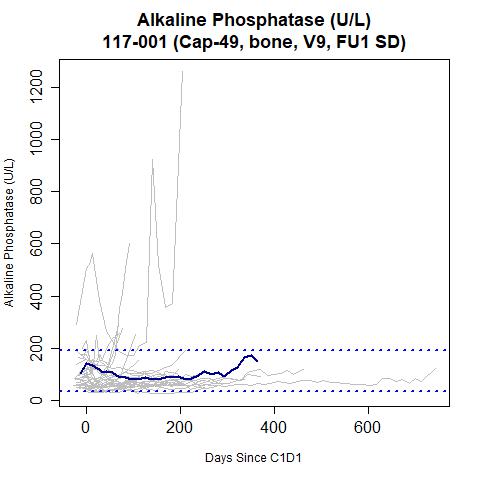 Alkaline Phosphatase (U/L)
117-001 (Cap-49, bone, V9, FU1 SD)
Alkaline Phosphatase (U/L)
1200
1000
800
600
400
200
0
0 200 400 600
Days Since C1D1